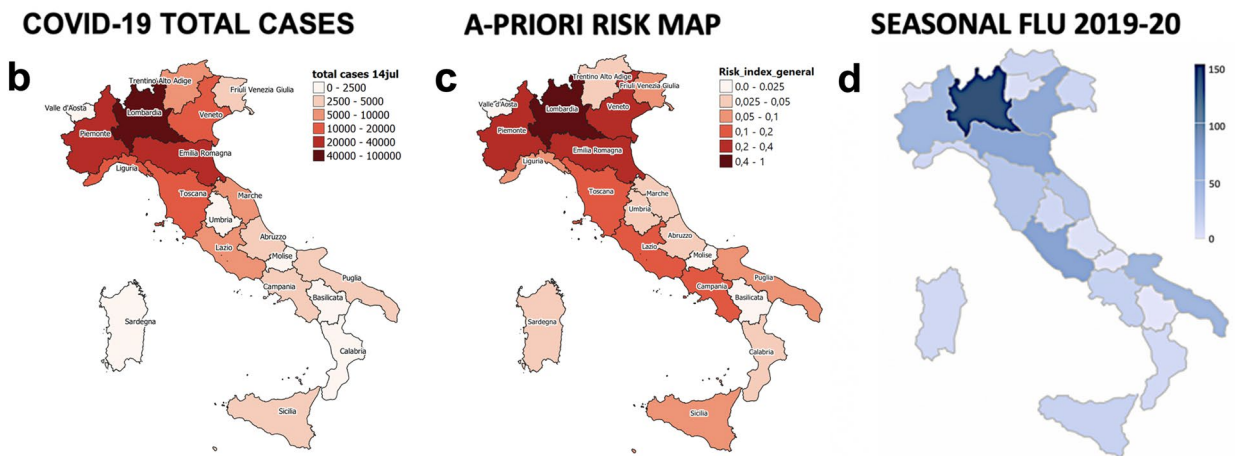 COVID-19 TOTAL CASES
A-PRIORI RISK MAP
SEASONAL FLU 2019-20
b
total cases 14jul
0 - 2500
2500 - 5000
5000 - 10000
10000 - 20000
20000 - 40000
40000 - 100000
Trentino Alto Adige
Friuli Venezia Giulia
Valle d'Aosta
Lombardia
Veneto
Piemonte
Emilia Romagna
Liguria
Toscana
Marche
Umbria
Abruzzo
Lazio
Molise
Puglia
Campania
Basilicata
Sardegna
Calabria
Sicilia
c
Risk_index_general
0.0 - 0.025
0,025 - 0,05
0,05 - 0,1
0,1 - 0,2
0,2 - 0,4
0,4 - 1
Trentino Alto Adige
Friuli Venezia Giulia
Valle d'Aosta
Lombardia
Veneto
Piemonte
Emilia Romagna
Liguria
Toscana
Marche
Umbria
Abruzzo
Lazio
Molise
Puglia
Campania
Basilicata
Sardegna
Calabria
Sicilia
d
150
100
50
0